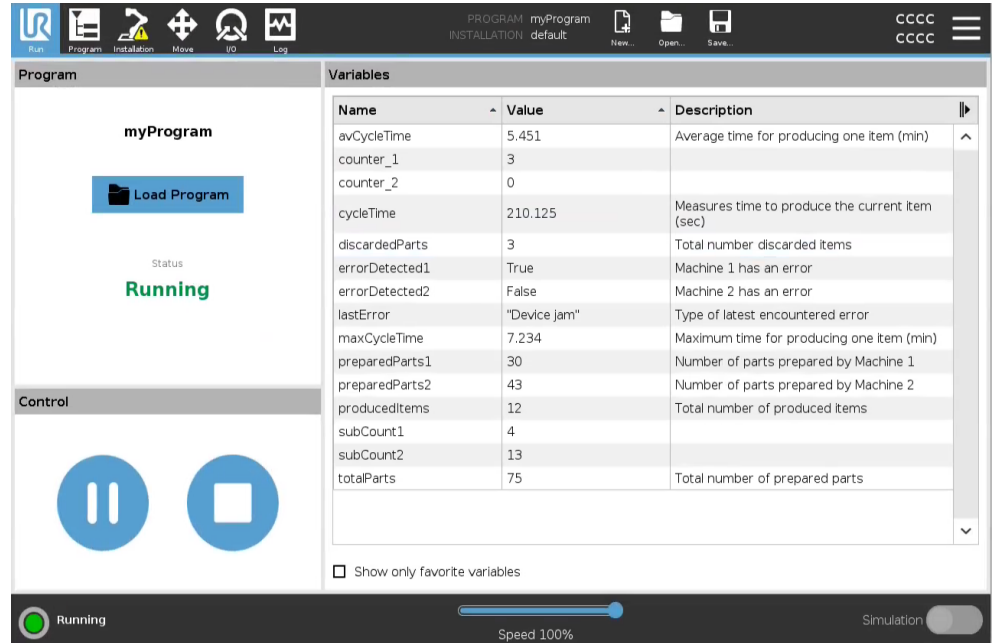 UR
PROGRAM myProgram
INSTALLATION default
CCCC
CCCC
Run Program Installation Move I/O Log New... Open... Save...
Program
myProgram
Load Program
Status
Running
Control
Variables
Name Value Description
avCycleTime 5.451 Average time for producing one item (min)
counter_1 3
counter_2 0
cycleTime 210.125 Measures time to produce the current item
(sec)
discardedParts 3 Total number discarded items
errorDetected1 True Machine 1 has an error
errorDetected2 False Machine 2 has an error
lastError "Device jam" Type of latest encountered error
maxCycleTime 7.234 Maximum time for producing one item (min)
preparedParts1 30 Number of parts prepared by Machine 1
preparedParts2 43 Number of parts prepared by Machine 2
producedItems 12 Total number of produced items
subCount1 4
subCount2 13
totalParts 75 Total number of prepared parts
Show only favorite variables
Running
Speed 100%
Simulation